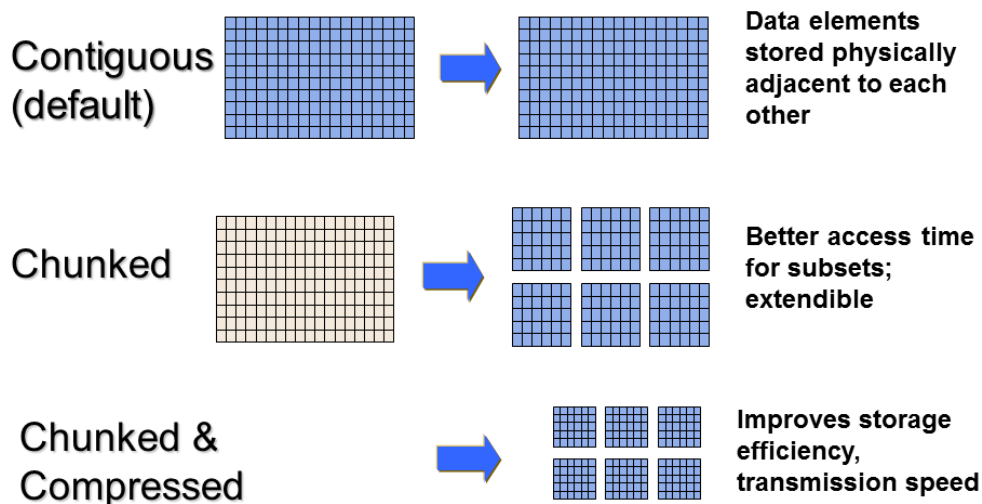 Contiguous
(default)
Data elements
stored physically
adjacent to each
other
Chunked
Better access time
for subsets;
extendible
Chunked &
Compressed
Improves storage
efficiency,
transmission speed